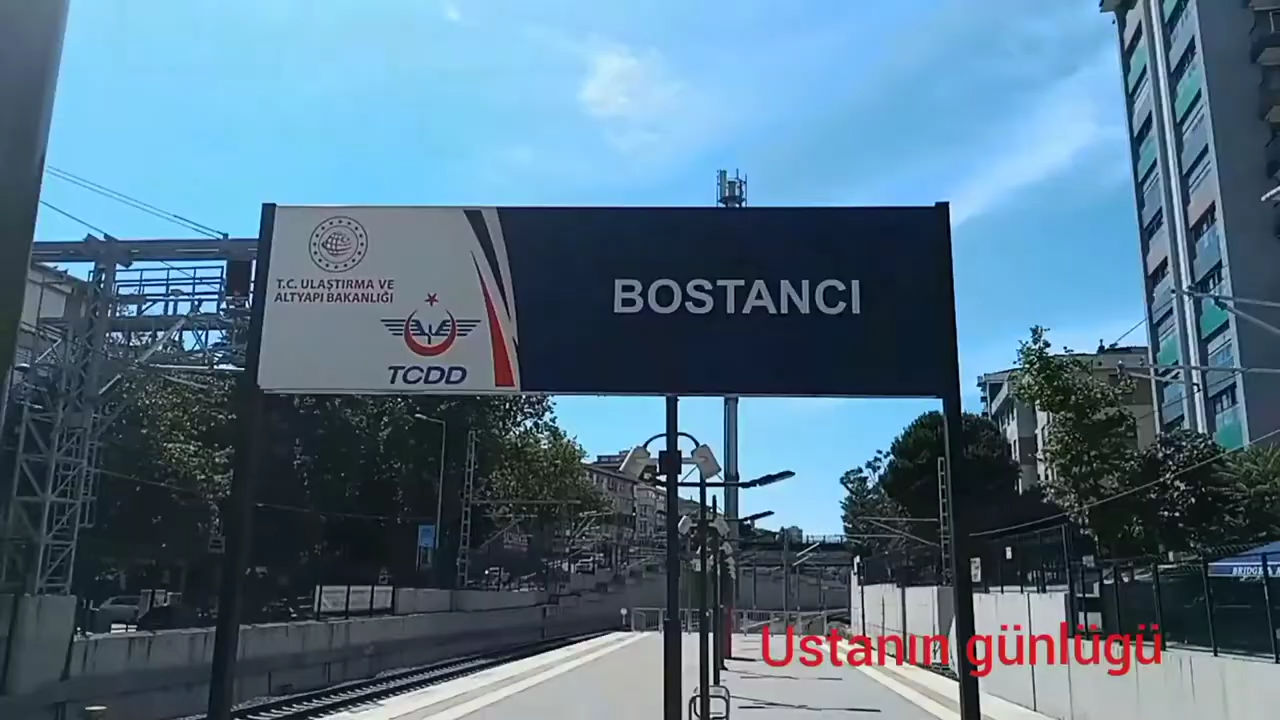 T.C. ULAŞTIRMA VE
ALTYAPI BAKANLIĞI
TCDD
BOSTANCI
Ustanın günlügü